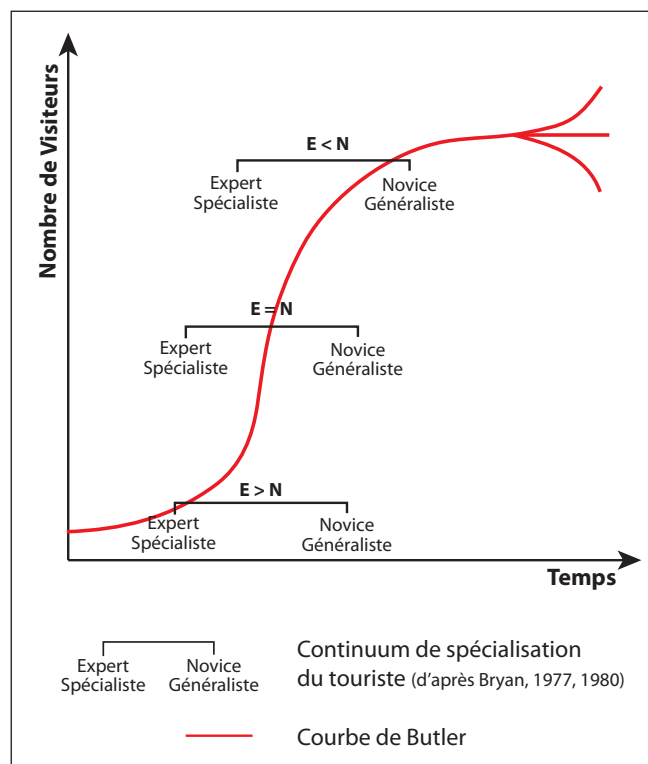 Nombre de Visiteurs
E < N
Expert
Spécialiste
Novice
Généraliste
E = N
Expert
Spécialiste
Novice
Généraliste
E > N
Expert
Spécialiste
Novice
Généraliste
Temps
Expert
Spécialiste
Novice
Généraliste
Continuum de spécialisation
du touriste (d'après Bryan, 1977, 1980)
Courbe de Butler